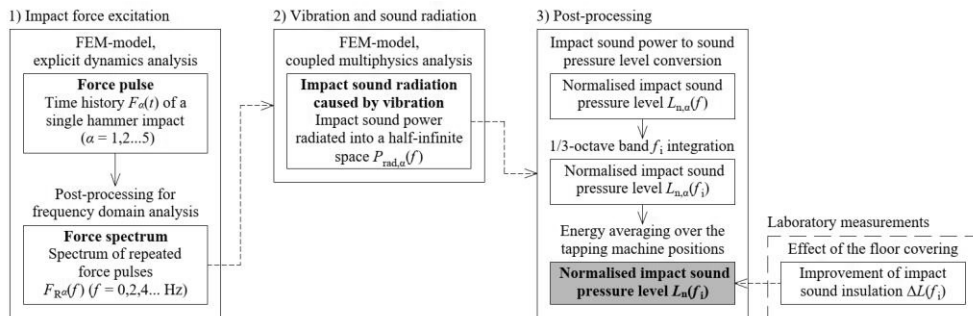 1) Impact force excitation
FEM-model,
explicit dynamics analysis
Force pulse
Time history Fα(t) of a
single hammer impact
(α = 1,2...5)
Post-processing for
frequency domain analysis
Force spectrum
Spectrum of repeated
force pulses
FRα(f) (f = 0,2,4... Hz)
2) Vibration and sound radiation
FEM-model,
coupled multiphysics analysis
Impact sound radiation
caused by vibration
Impact sound power
radiated into a half-infinite
space Prad,α(f)
3) Post-processing
Impact sound power to sound
pressure level conversion
Normalised impact sound
pressure level Ln,α(f)
1/3-octave band fi integration
Normalised impact sound
pressure level Ln,α(fi)
Energy averaging over the
tapping machine positions
Normalised impact sound
pressure level Ln(fi)
Laboratory measurements
Effect of the floor covering
Improvement of impact
sound insulation ΔL(fi)